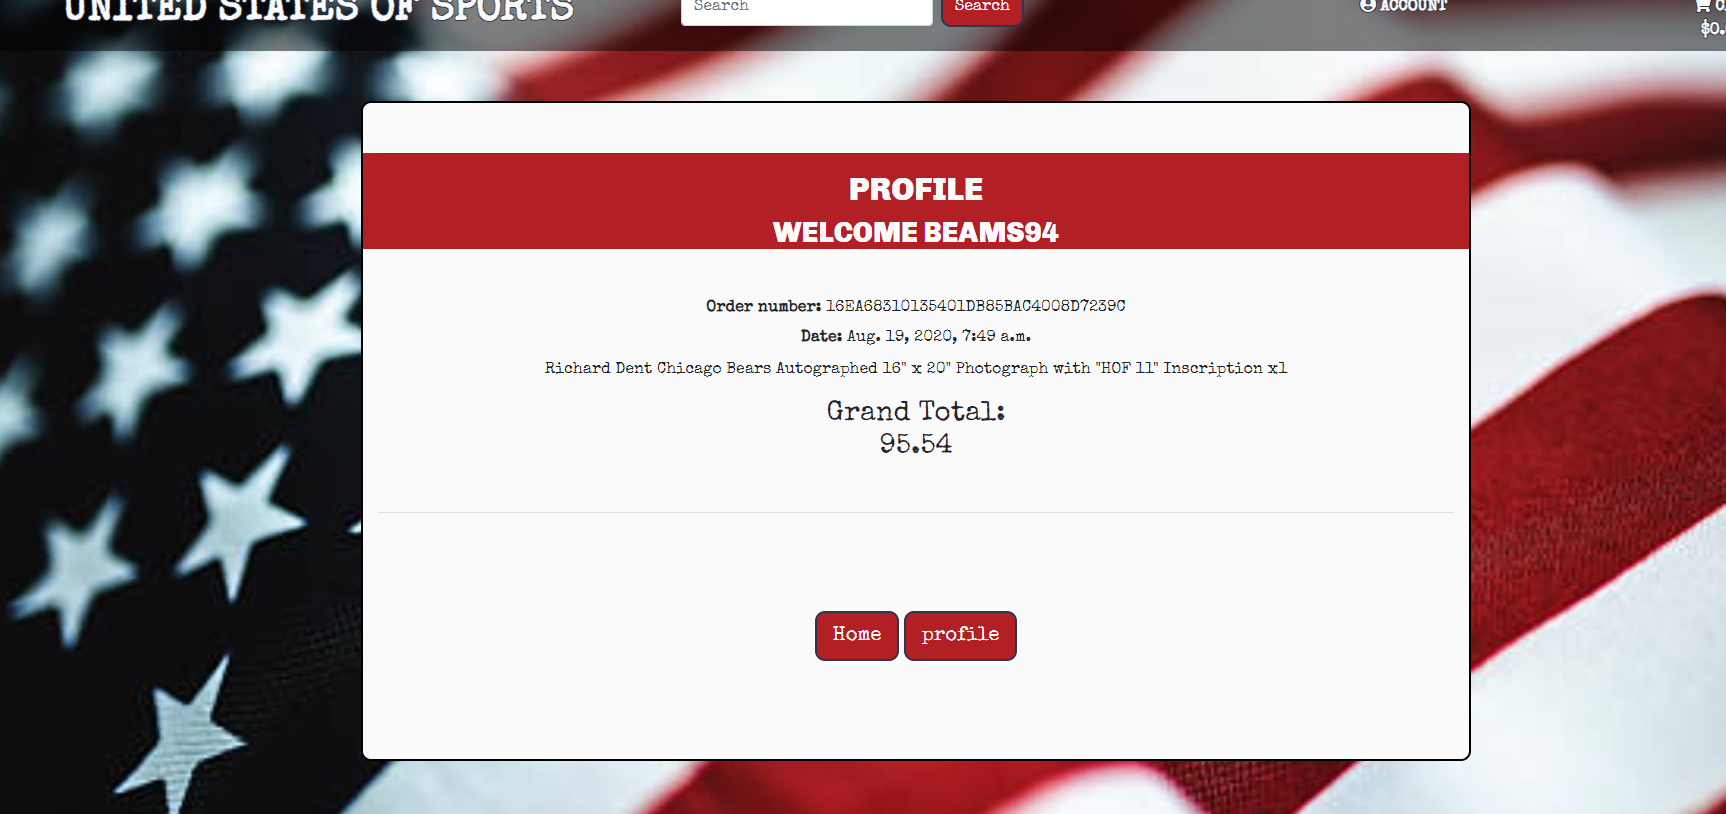 UNITED STATES OF SPORTS
Search
Search
ACCOUNT
$0.
PROFILE
WELCOME BEAMS94
Order number: 16EA68310135401DB85BAC4008D7239C
Date: Aug. 19, 2020, 7:49 a.m.
Richard Dent Chicago Bears Autographed 16" x 20" Photograph with "HOF 11" Inscription x1
Grand Total:
95.54
Home
profile